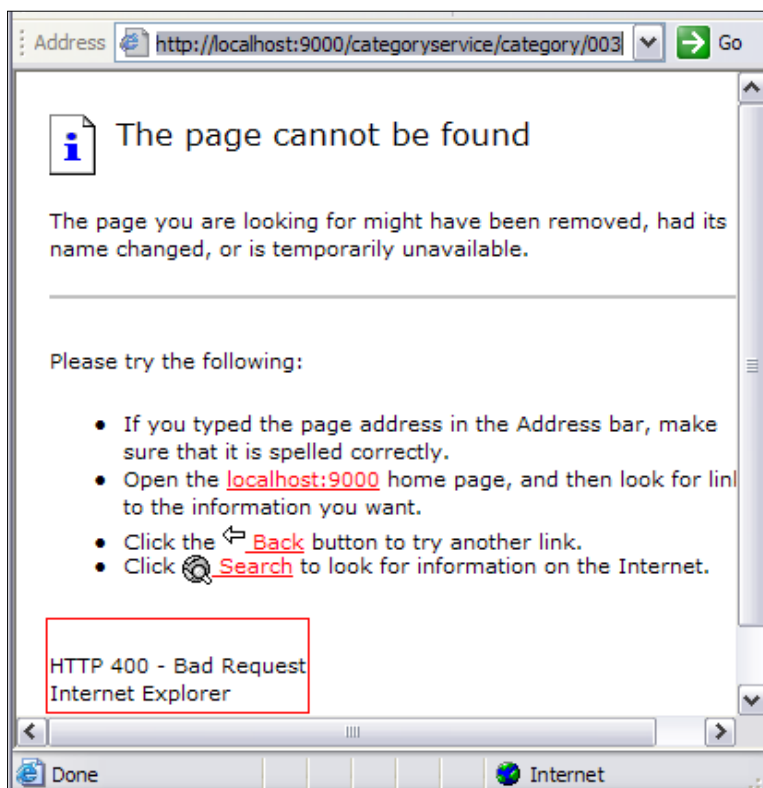 Address http://localhost:9000/categoryservice/category/003 Go
The page cannot be found
The page you are looking for might have been removed, had its
name changed, or is temporarily unavailable.
Please try the following:
If you typed the page address in the Address bar, make
sure that it is spelled correctly.
Open the localhost:9000 home page, and then look for lin
to the information you want.
Click the Back button to try another link.
Click Search to look for information on the Internet.
HTTP 400 - Bad Request
Internet Explorer
Done Internet